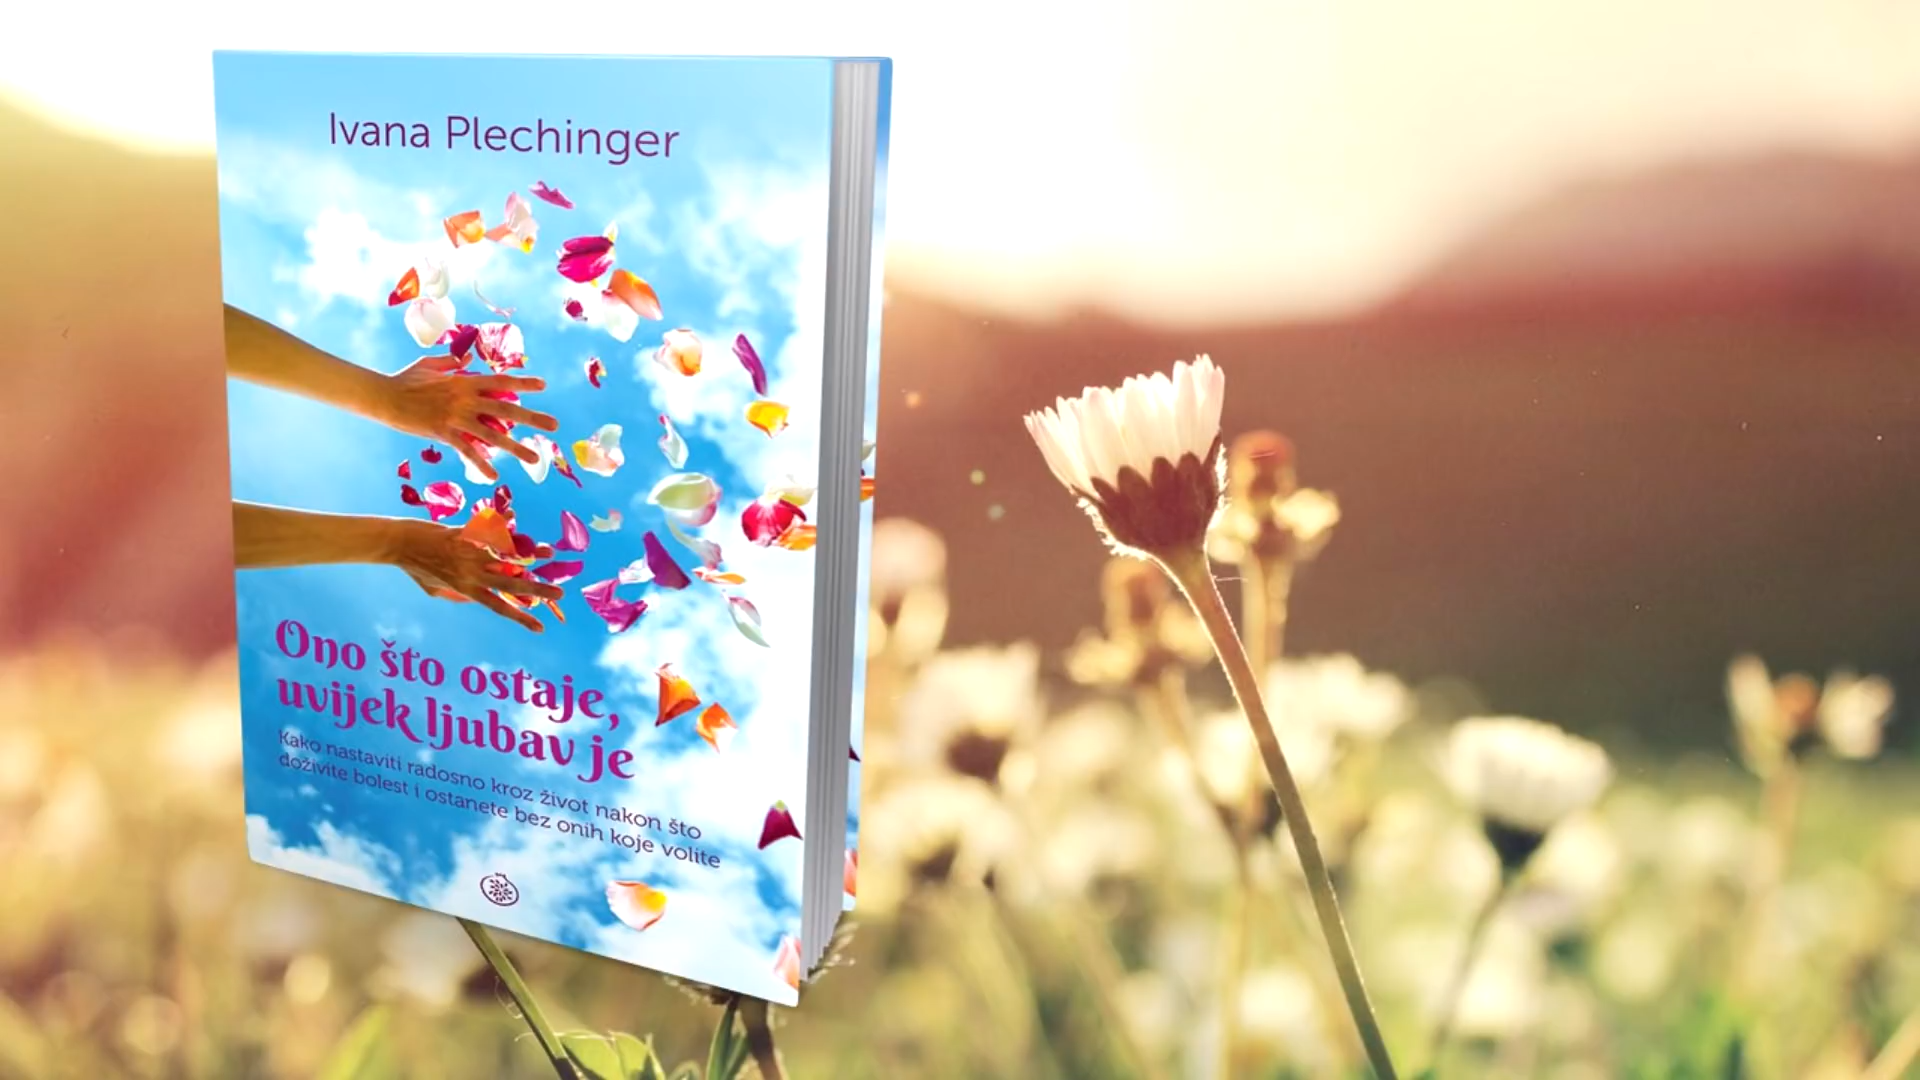 Ivana Plechinger
Ono što ostaje,
uvijek ljubav je
Kako nastaviti radosno kroz život nakon što
doživite bolest i ostanete bez onih koje volite